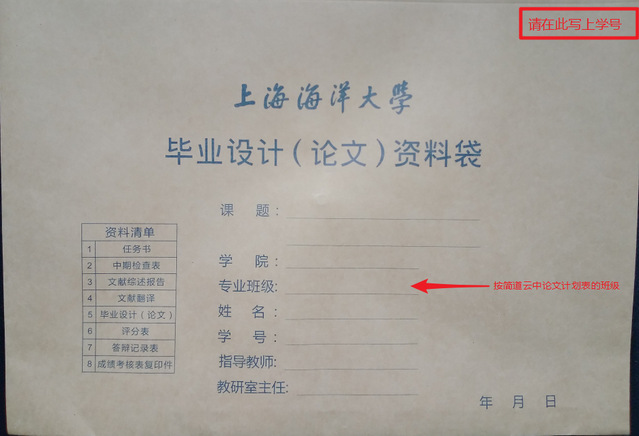 请在此写上学号
上海海洋大學
毕业设计(论文)资料袋
课 题:
学 院:
专业班级:
按简道云中论文计划表的班级
姓 名:
学 号:
指导教师:
教研室主任:
年 月 日
资料清单
1 任务书
2 中期检查表
3 文献综述报告
4 文献翻译
5 毕业设计(论文)
6 评分表
7 答辩记录表
8 成绩考核表复印件